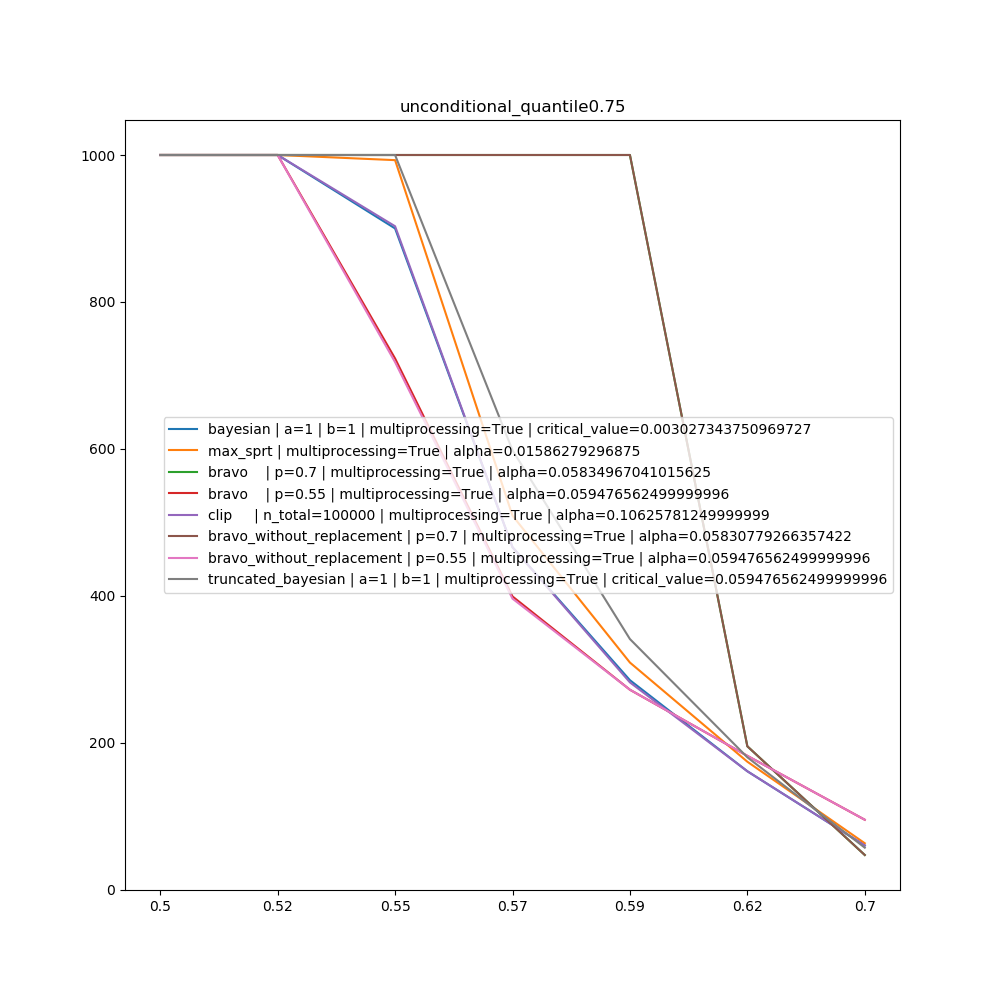 unconditional_quantile0.75
1000
800
600
400
200
0
bayesian | a=1 | b=1 | multiprocessing=True | critical_value=0.003027343750969727
max_sprt | multiprocessing=True | alpha=0.01586279296875
bravo    | p=0.7 | multiprocessing=True | alpha=0.05834967041015625
bravo    | p=0.55 | multiprocessing=True | alpha=0.059476562499999996
clip     | n_total=100000 | multiprocessing=True | alpha=0.10625781249999999
bravo_without_replacement | p=0.7 | multiprocessing=True | alpha=0.05830779266357422
bravo_without_replacement | p=0.55 | multiprocessing=True | alpha=0.059476562499999996
truncated_bayesian | a=1 | b=1 | multiprocessing=True | critical_value=0.059476562499999996
0.5 0.52 0.55 0.57 0.59 0.62 0.7